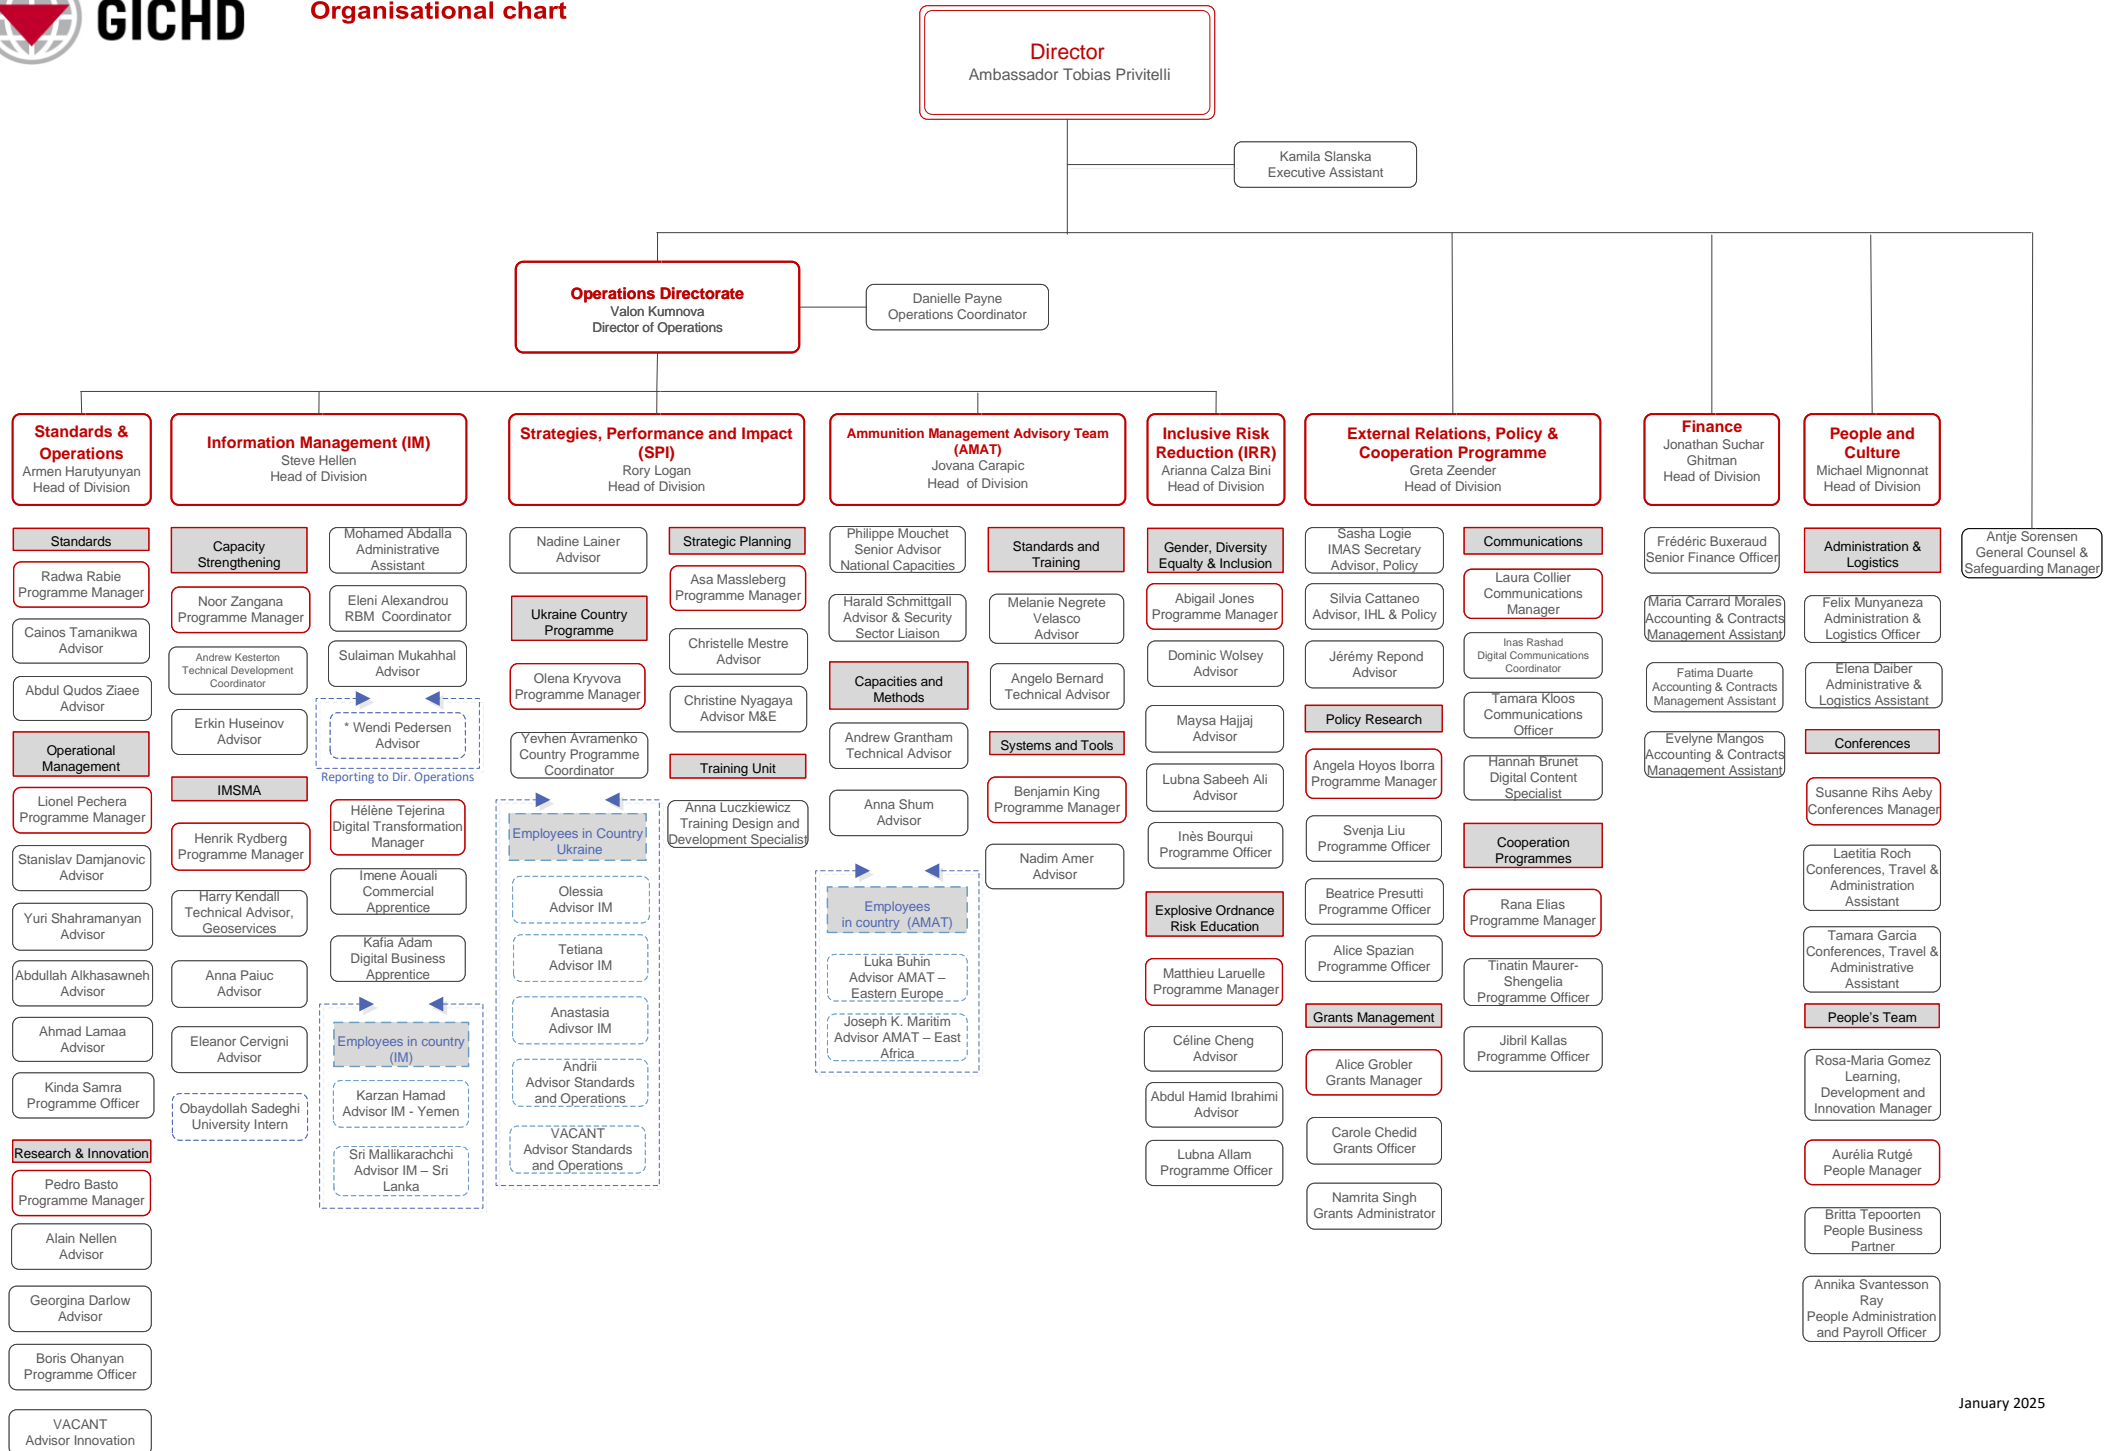 GICHD
Organisational chart
Director
Ambassador Tobias Privitelli
Kamila Slanska
Executive Assistant
Operations Directorate
Valon Kumnova
Director of Operations
Danielle Payne
Operations Coordinator
Standards &
Operations
Armen Harutyunyan
Head of Division
Standards
Radwa Rabie
Programme Manager
Cainos Tamanikwa
Advisor
Abdul Qudos Ziaee
Advisor
Operational
Management
Lionel Pechera
Programme Manager
Stanislav Damjanovic
Advisor
Yuri Shahramanyan
Advisor
Abdullah Alkhasawneh
Advisor
Ahmad Lamaa
Advisor
Kinda Samra
Programme Officer
Research & Innovation
Pedro Basto
Programme Manager
Alain Nellen
Advisor
Georgina Darlow
Advisor
Boris Ohanyan
Programme Officer
VACANT
Advisor Innovation
Information Management (IM)
Steve Hellen
Head of Division
Capacity
Strengthening
Noor Zangana
Programme Manager
Andrew Kesterton
Technical Development
Coordinator
Erkin Huseinov
Advisor
IMSMA
Henrik Rydberg
Programme Manager
Harry Kendall
Technical Advisor,
Geoservices
Anna Paiuc
Advisor
Eleanor Cervigni
Advisor
Obaydollah Sadeghi
University Intern
Mohamed Abdalla
Administrative
Assistant
Eleni Alexandrou
RBM  Coordinator
Sulaiman Mukahhal
Advisor
* Wendi Pedersen
Advisor
Reporting to Dir. Operations
Hélène Tejerina
Digital Transformation
Manager
Imene Aouali
Commercial
Apprentice
Kafia Adam
Digital Business
Apprentice
Employees in country
(IM)
Karzan Hamad
Advisor IM - Yemen
Sri Mallikarachchi
Advisor IM – Sri
Lanka
Strategies, Performance and Impact
(SPI)
Rory Logan
Head of Division
Nadine Lainer
Advisor
Ukraine Country
Programme
Olena Kryvova
Programme Manager
Yevhen Avramenko
Country Programme
Coordinator
Employees in Country
Ukraine
Olessia
Advisor IM
Tetiana
Advisor IM
Anastasia
Adivsor IM
Andrii
Advisor Standards
and Operations
VACANT
Advisor Standards
and Operations
Strategic Planning
Asa Massleberg
Programme Manager
Christelle Mestre
Advisor
Christine Nyagaya
Advisor M&E
Training Unit
Anna Luczkiewicz
Training Design and
Development Specialist
Ammunition Management Advisory Team
(AMAT)
Jovana Carapic
Head  of Division
Philippe Mouchet
Senior Advisor
National Capacities
Harald Schmittgall
Advisor & Security
Sector Liaison
Capacities and
Methods
Andrew Grantham
Technical Advisor
Anna Shum
Advisor
Employees
in country  (AMAT)
Luka Buhin
Advisor AMAT –
Eastern Europe
Joseph K. Maritim
Advisor AMAT – East
Africa
Standards and
Training
Melanie Negrete
Velasco
Advisor
Angelo Bernard
Technical Advisor
Systems and Tools
Benjamin King
Programme Manager
Nadim Amer
Advisor
Inclusive Risk
Reduction (IRR)
Arianna Calza Bini
Head of Division
Gender, Diversity
Equalty & Inclusion
Abigail Jones
Programme Manager
Dominic Wolsey
Advisor
Maysa Hajjaj
Advisor
Lubna Sabeeh Ali
Advisor
Inès Bourqui
Programme Officer
Explosive Ordnance
Risk Education
Matthieu Laruelle
Programme Manager
Céline Cheng
Advisor
Abdul Hamid Ibrahimi
Advisor
Lubna Allam
Programme Officer
External Relations, Policy &
Cooperation Programme
Greta Zeender
Head of Division
Sasha Logie
IMAS Secretary
Advisor, Policy
Silvia Cattaneo
Advisor, IHL & Policy
Jérémy Repond
Advisor
Policy Research
Angela Hoyos Iborra
Programme Manager
Svenja Liu
Programme Officer
Beatrice Presutti
Programme Officer
Alice Spazian
Programme Officer
Grants Management
Alice Grobler
Grants Manager
Carole Chedid
Grants Officer
Namrita Singh
Grants Administrator
Communications
Laura Collier
Communications
Manager
Inas Rashad
Digital Communications
Coordinator
Tamara Kloos
Communications
Officer
Hannah Brunet
Digital Content
Specialist
Cooperation
Programmes
Rana Elias
Programme Manager
Tinatin Maurer-
Shengelia
Programme Officer
Jibril Kallas
Programme Officer
Finance
Jonathan Suchar
Ghitman
Head of Division
Frédéric Buxeraud
Senior Finance Officer
Maria Carrard Morales
Accounting & Contracts
Management Assistant
Fatima Duarte
Accounting & Contracts
Management Assistant
Evelyne Mangos
Accounting & Contracts
Management Assistant
People and
Culture
Michael Mignonnat
Head of Division
Administration &
Logistics
Felix Munyaneza
Administration &
Logistics Officer
Elena Daiber
Administrative &
Logistics Assistant
Conferences
Susanne Rihs Aeby
Conferences Manager
Laetitia Roch
Conferences, Travel &
Administration
Assistant
Tamara Garcia
Conferences, Travel &
Administrative
Assistant
People's Team
Rosa-Maria Gomez
Learning,
Development and
Innovation Manager
Aurélia Rutgé
People Manager
Britta Tepoorten
People Business
Partner
Annika Svantesson
Ray
People Administration
and Payroll Officer
Antje Sorensen
General Counsel &
Safeguarding Manager
January 2025